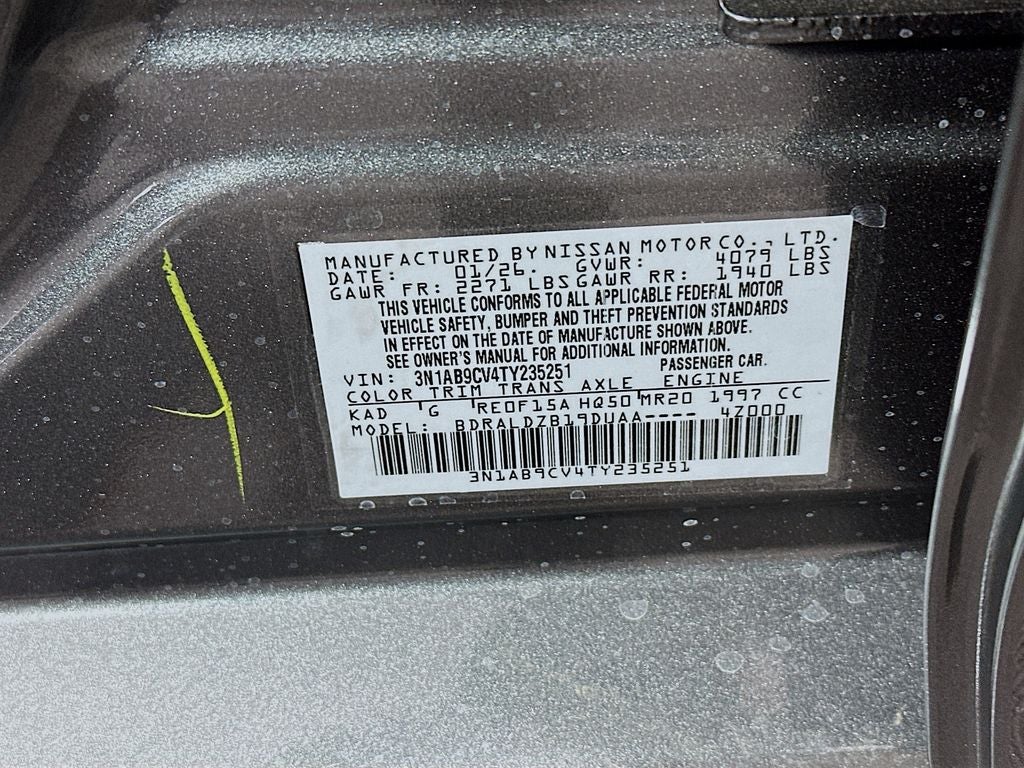 MANUFACTURED BY NISSAN MOTOR CO., LTD.
DATE: 01/26. GVWR: 4079 LBS
GAWR FR: 2271 LBS GAWR RR: 1940 LBS
THIS VEHICLE CONFORMS TO ALL APPLICABLE FEDERAL MOTOR
VEHICLE SAFETY, BUMPER AND THEFT PREVENTION STANDARDS
IN EFFECT ON THE DATE OF MANUFACTURE SHOWN ABOVE.
SEE OWNER'S MANUAL FOR ADDITIONAL INFORMATION.
VIN: 3N1AB9CV4TY235251 PASSENGER CAR.
COLOR TRIM TRANS AXLE ENGINE
KAD G RE0F15A HQ50 MR20 1997 CC
MODEL: BDRALDZB19DUAA---- 4Z000
3N1AB9CV4TY235251